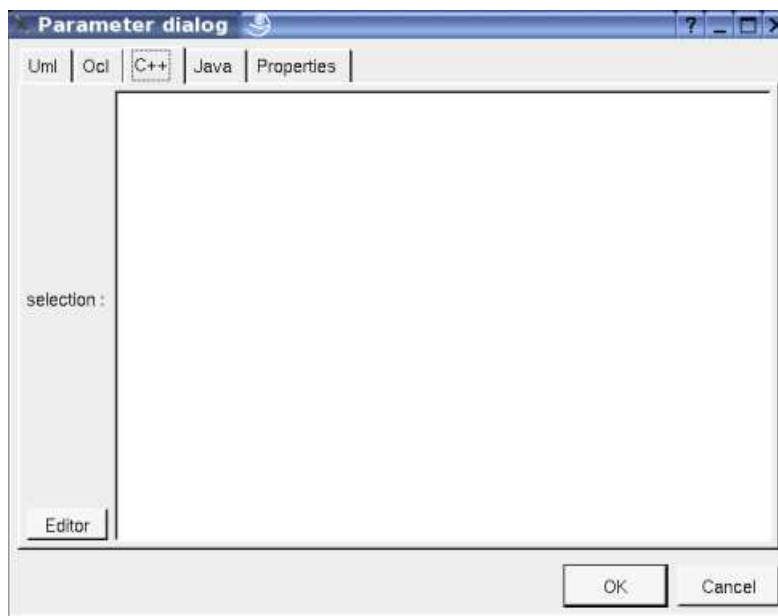 Parameter dialog
Uml Ocl C++ Java Properties
selection :
Editor
OK Cancel